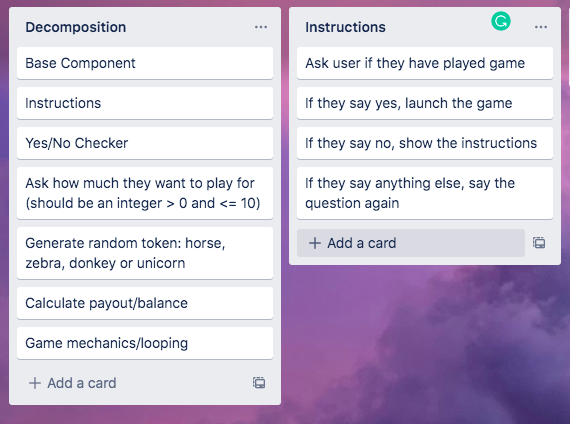 Decomposition
Base Component
Instructions
Yes/No Checker
Ask how much they want to play for
(should be an integer > 0 and <= 10)
Generate random token: horse,
zebra, donkey or unicorn
Calculate payout/balance
Game mechanics/looping
+ Add a card
Instructions
Ask user if they have played game
If they say yes, launch the game
If they say no, show the instructions
If they say anything else, say the
question again
+ Add a card